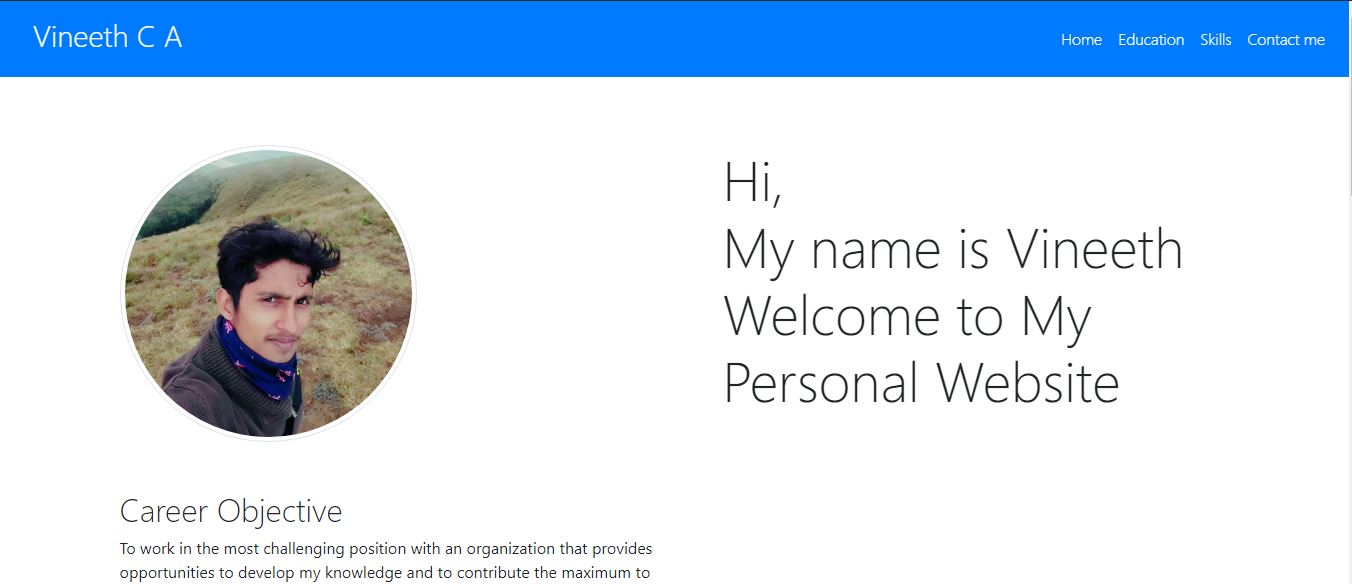 Vineeth C A
Home Education Skills Contact me
Hi,
My name is Vineeth
Welcome to My
Personal Website
Career Objective
To work in the most challenging position with an organization that provides
opportunities to develop my knowledge and to contribute the maximum to